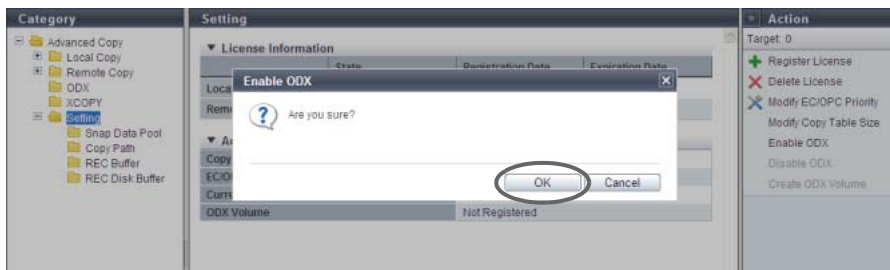 Category
Setting
Action
Advanced Copy
Local Copy
Remote Copy
ODX
XCOPY
Setting
Snap Data Pool
Copy Path
REC Buffer
REC Disk Buffer
▼ License Information
State Registration Date Expiration Date
Loca
Remo
▼ A
Copy
EC/O
Curre
ODX Volume Not Registered
Enable ODX
Are you sure?
OK Cancel
Target: 0
Register License
Delete License
Modify EC/OPC Priority
Modify Copy Table Size
Enable ODX
Disable ODX
Create ODX Volume